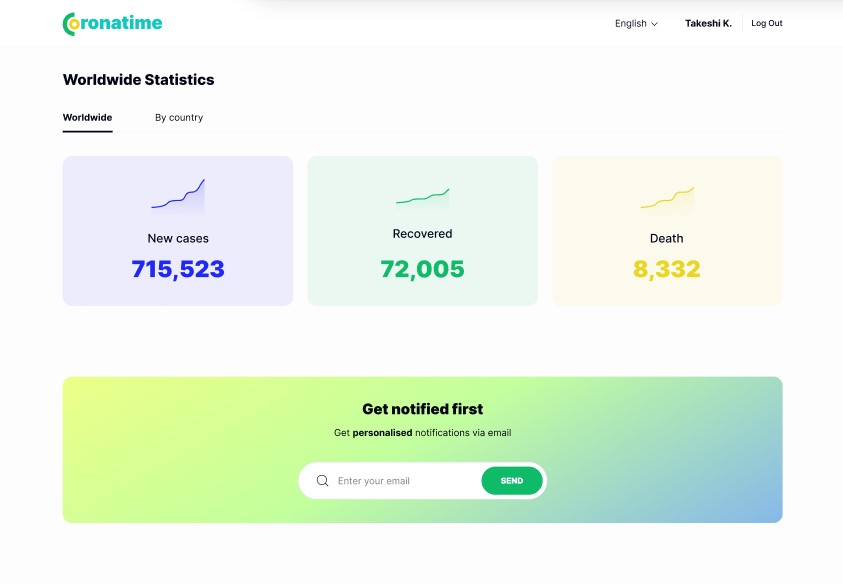 Coronatime
English
Takeshi K.
Log Out
Worldwide Statistics
Worldwide
By country
New cases
715,523
Recovered
72,005
Death
8,332
Get notified first
Get personalised notifications via email
Enter your email
SEND